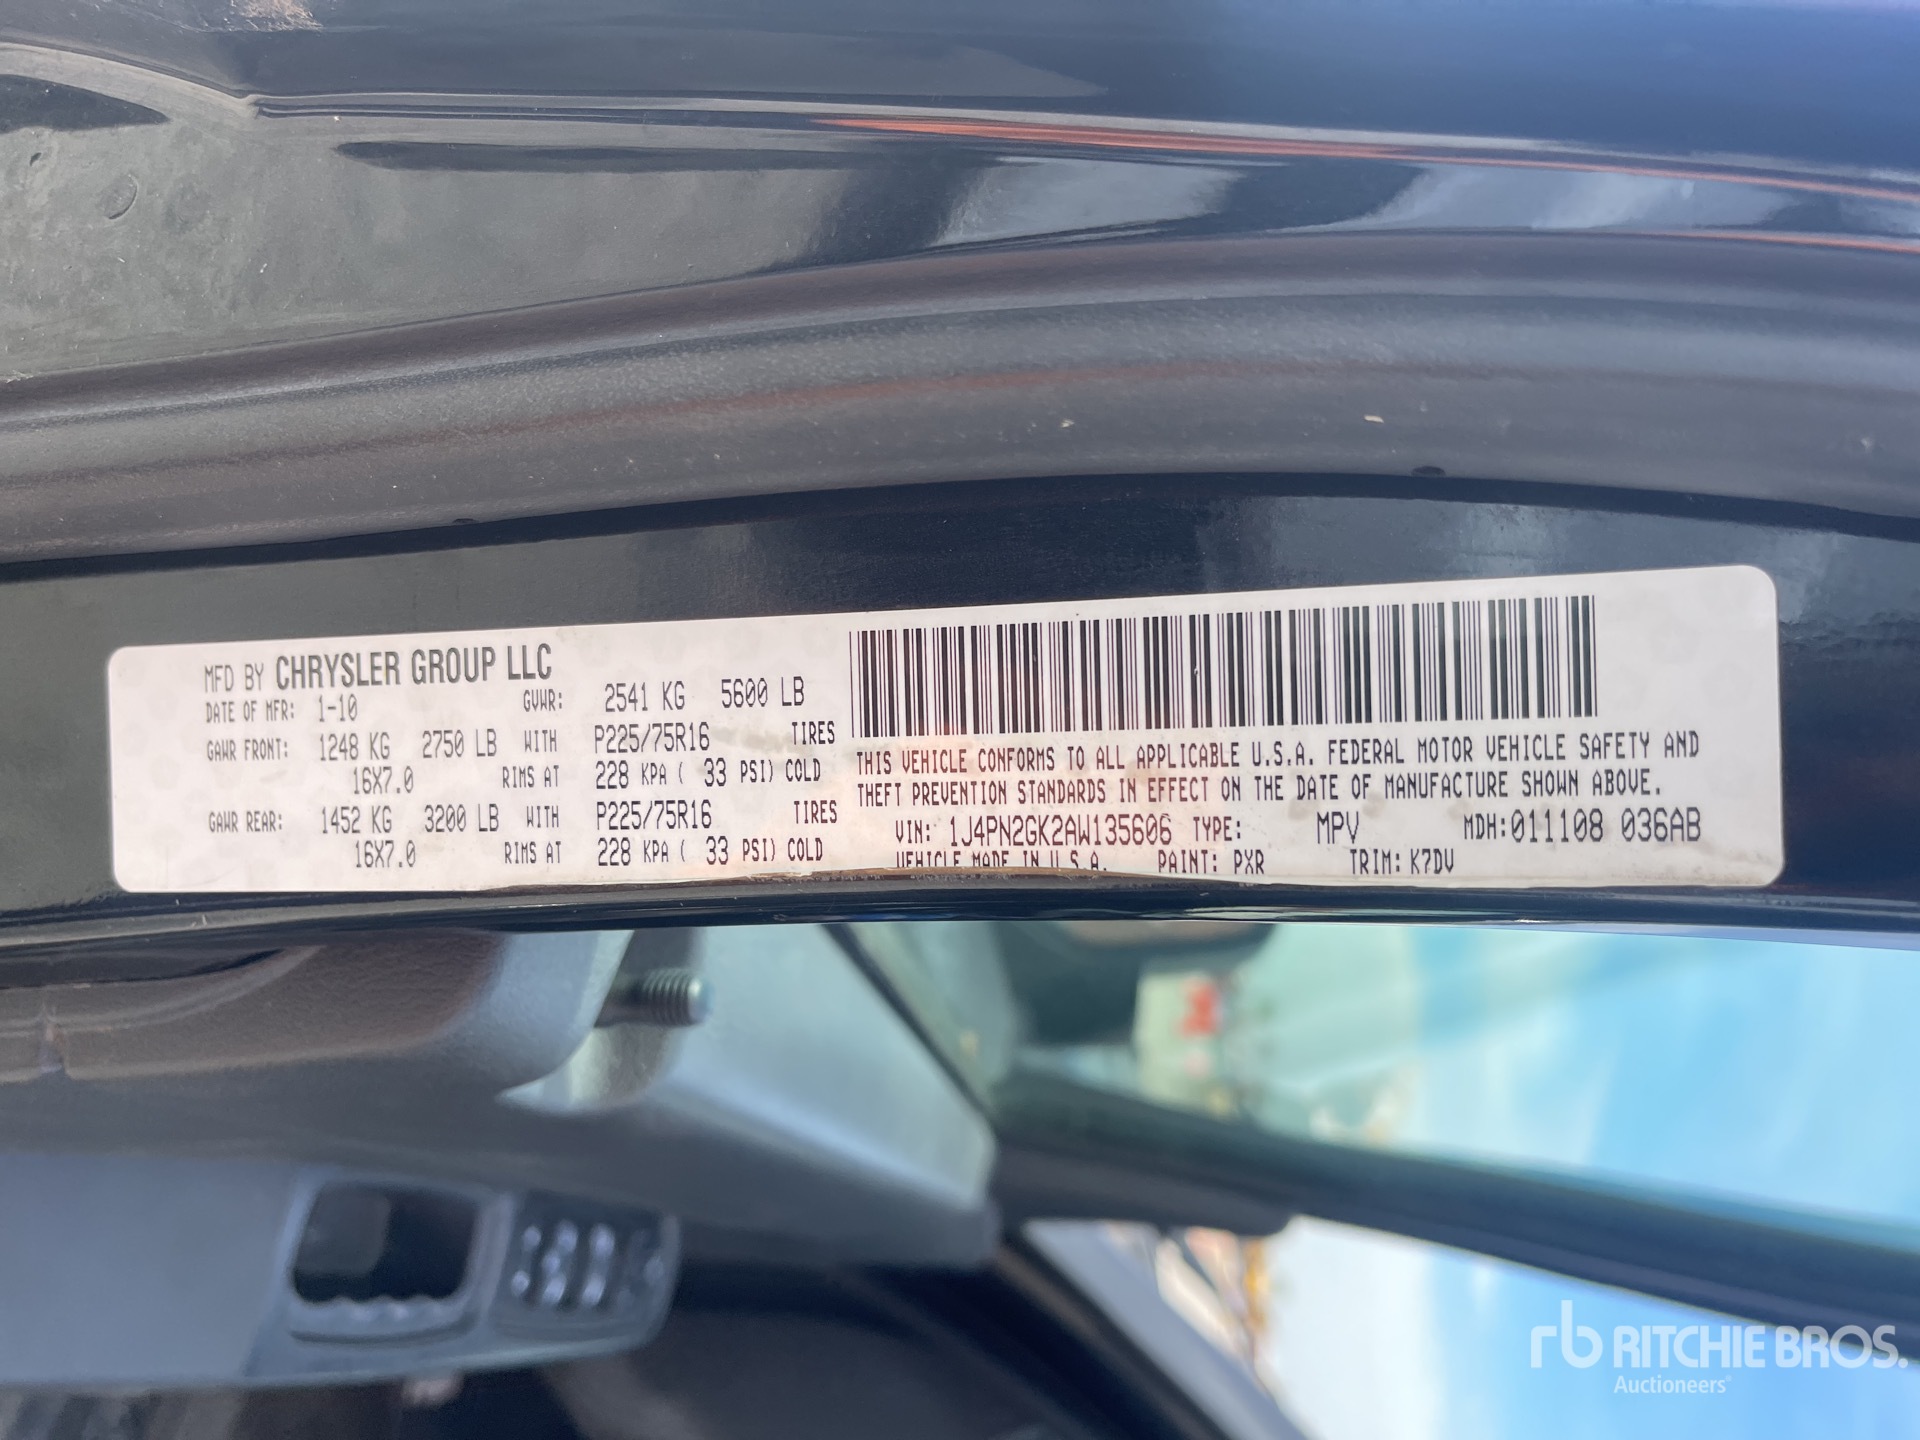 MFD BY CHRYSLER GROUP LLC
DATE OF MFR: 1-10 GVWR: 2541 KG 5600 LB
GAWR FRONT: 1248 KG 2750 LB WITH P225/75R16 TIRES
16X7.0 RIMS AT 228 KPA ( 33 PSI) COLD
GAWR REAR: 1452 KG 3200 LB WITH P225/75R16 TIRES
16X7.0 RIMS AT 228 KPA ( 33 PSI) COLD
THIS VEHICLE CONFORMS TO ALL APPLICABLE U.S.A. FEDERAL MOTOR VEHICLE SAFETY AND
THEFT PREVENTION STANDARDS IN EFFECT ON THE DATE OF MANUFACTURE SHOWN ABOVE.
VIN: 1J4PN2GK2AW135606 TYPE: MPV MDH:011108 036AB
VEHICLE MADE IN U.S.A. PAINT: PXR TRIM: K7DV
rb RITCHIE BROS.
Auctioneers